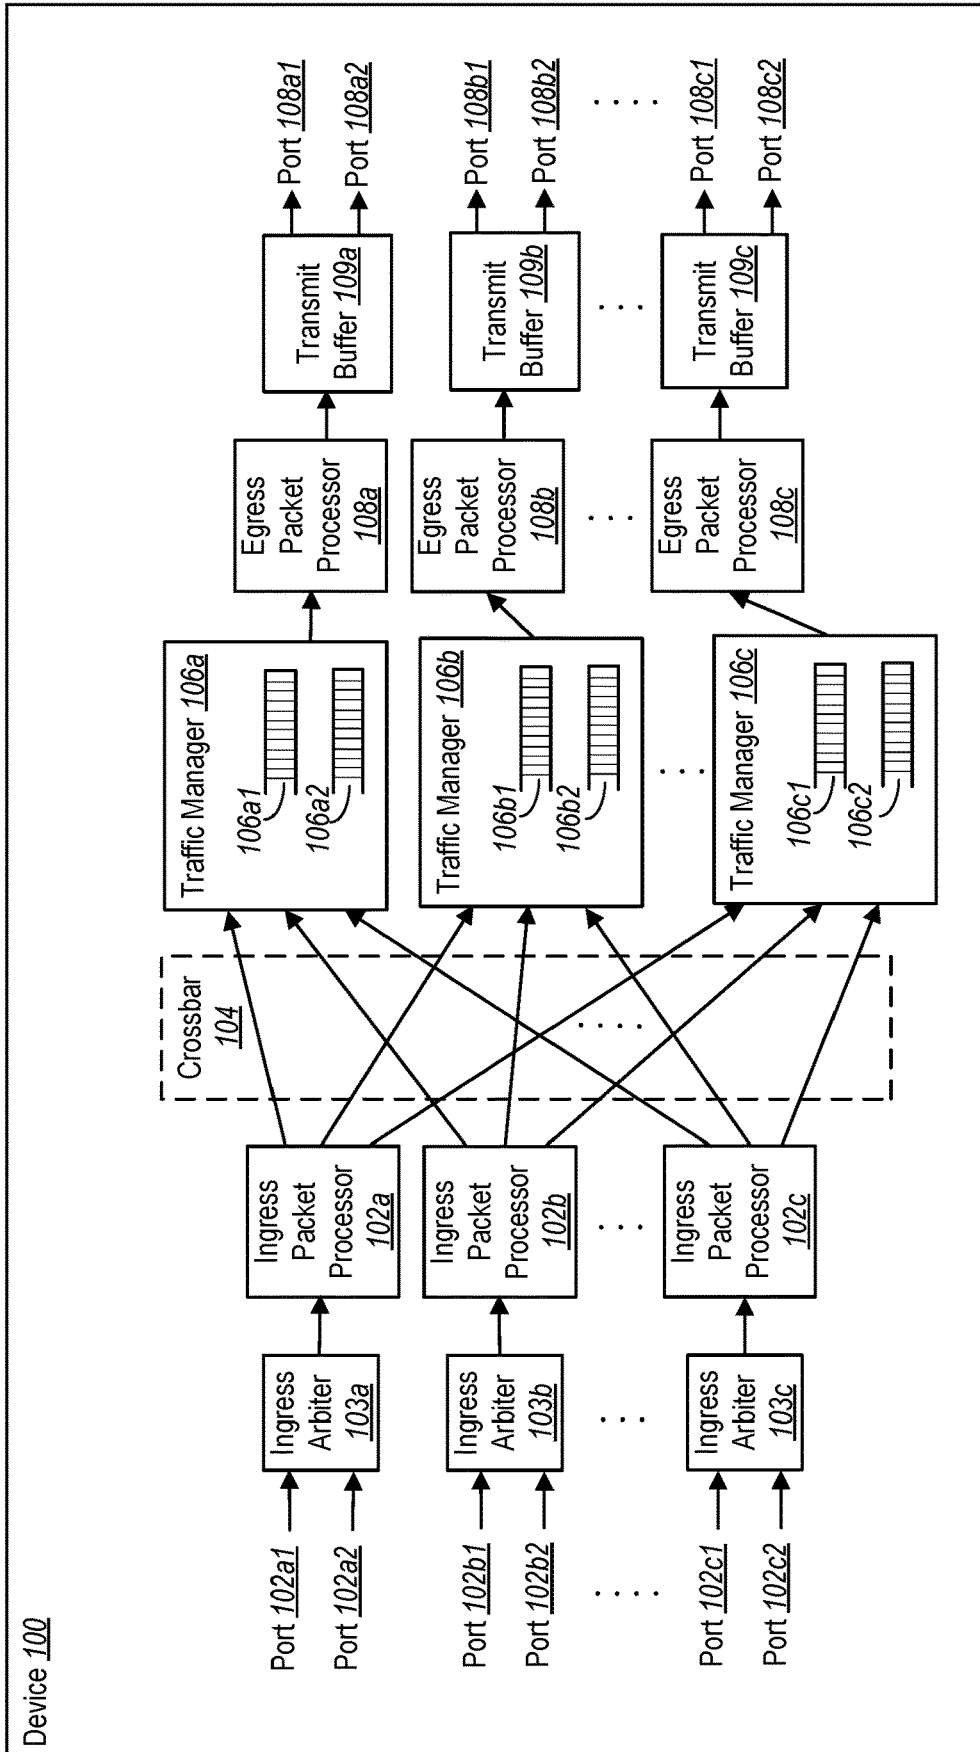 Device 100
Port 102a1
Port 102a2
Port 102b1
Port 102b2
. . . . .
Port 102c1
Port 102c2
Ingress
Arbiter
103a
Ingress
Arbiter
103b
. . . .
Ingress
Arbiter
103c
Ingress
Packet
Processor
102a
Ingress
Packet
Processor
102b
. . . .
Ingress
Packet
Processor
102c
Crossbar
104
. . . . .
Traffic Manager 106a
106a1
106a2
Traffic Manager 106b
106b1
106b2
. . . .
Traffic Manager 106c
106c1
106c2
Egress
Packet
Processor
108a
Egress
Packet
Processor
108b
. . . .
Egress
Packet
Processor
108c
Transmit
Buffer 109a
Transmit
Buffer 109b
. . . .
Transmit
Buffer 109c
Port 108a1
Port 108a2
Port 108b1
Port 108b2
. . . . .
Port 108c1
Port 108c2